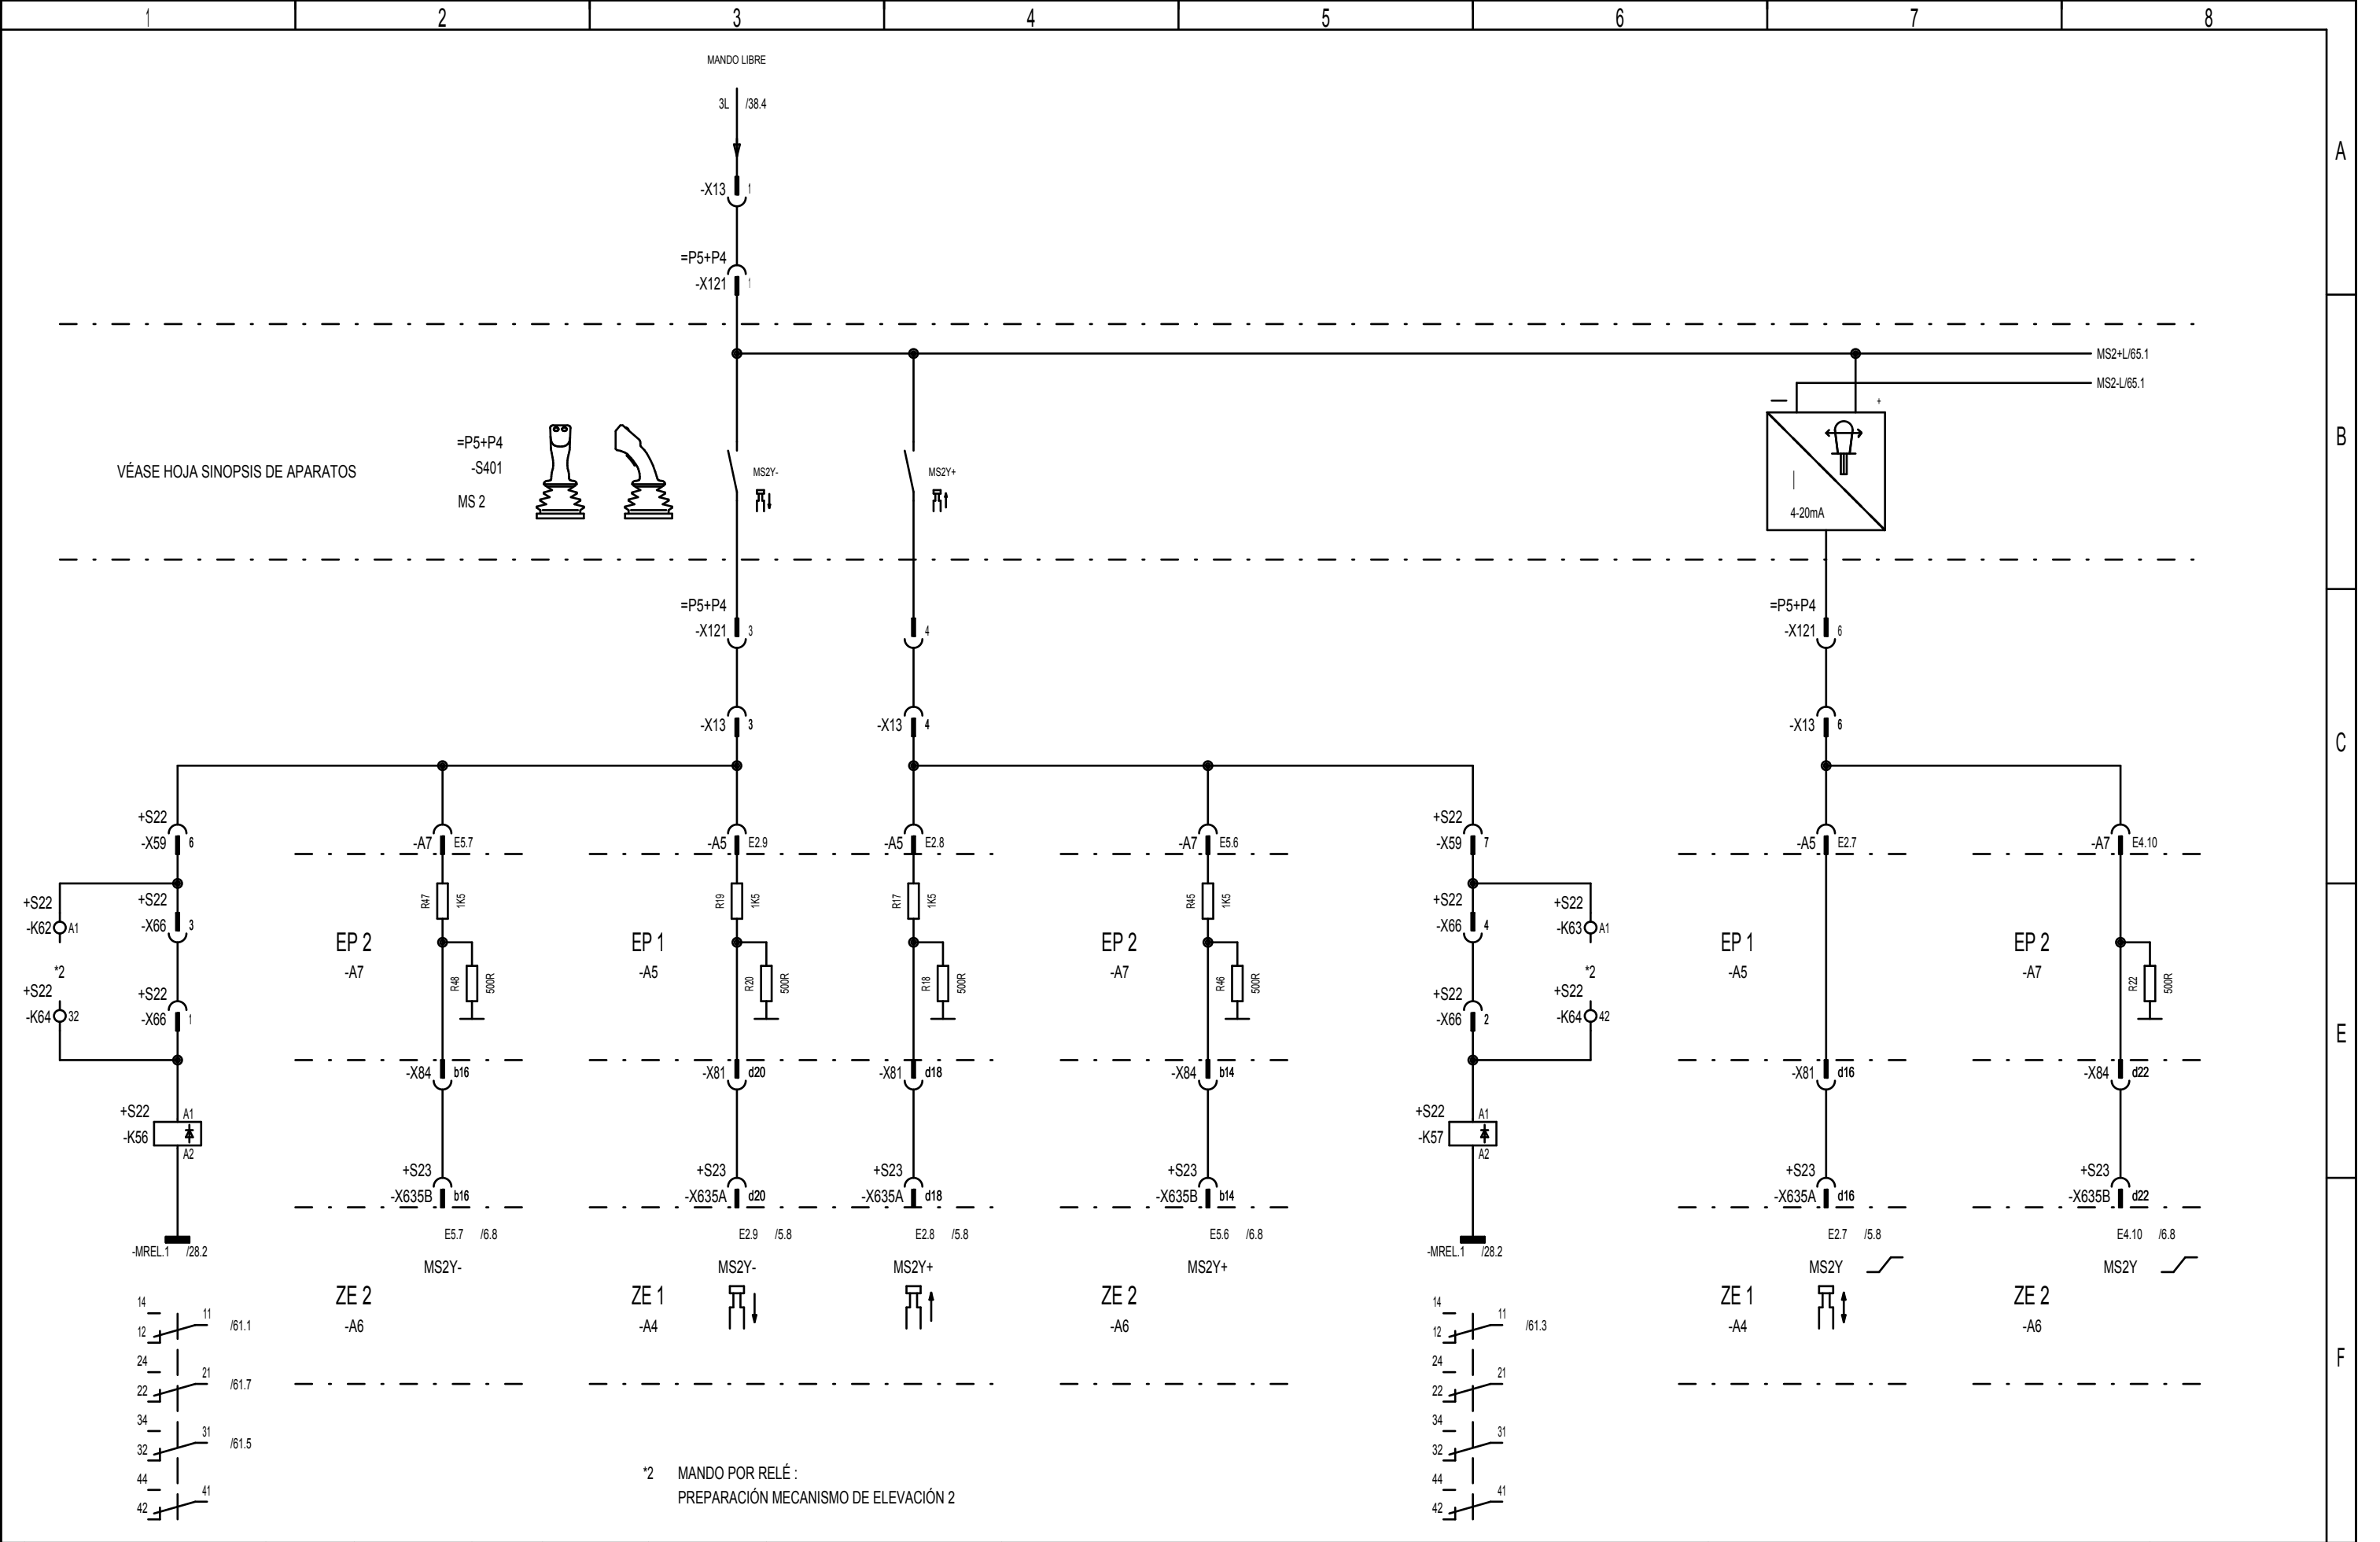 1 2 3 4 5 6 7 8
MANDO LIBRE
3L /38.4
A
-X13 1
=P5+P4
-X121 1
MS2+L/65.1
MS2-L/65.1
— +
B
=P5+P4
-S401
MS 2
VÉASE HOJA SINOPSIS DE APARATOS
MS2Y- MS2Y+
4-20mA
=P5+P4 =P5+P4
-X121 3 4 -X121 6
-X13 3 -X13 4 -X13 6
C
+S22 +S22
-X59 6 -A7 E5.7 -A5 E2.9 -A5 E2.8 -A7 E5.6 -X59 7 -A5 E2.7 -A7 E4.10
R47 1K5 R19 1K5 R17 1K5 R45 1K5
+S22 +S22 +S22 +S22
-K62 A1 -X66 3 -X66 4 -K63 A1
EP 2 EP 1 EP 2 EP 1 EP 2
-A7 -A5 -A7 -A5 -A7
*2 *2
R48 500R R20 500R R18 500R R46 500R R22 500R
+S22 +S22 +S22 +S22
-K64 32 -X66 1 -X66 2 -K64 42
E
-X84 b16 -X81 d20 -X81 d18 -X84 b14 -X81 d16 -X84 d22
+S22 A1 +S22 A1
-K56 -K57
A2 A2
+S23 +S23 +S23 +S23 +S23 +S23
-X635B b16 -X635A d20 -X635A d18 -X635B b14 -X635A d16 -X635B d22
E5.7 /6.8 E2.9 /5.8 E2.8 /5.8 E5.6 /6.8 E2.7 /5.8 E4.10 /6.8
-MREL.1 /28.2 -MREL.1 /28.2
MS2Y- MS2Y- MS2Y+ MS2Y+ MS2Y MS2Y
ZE 2 ZE 1 ZE 2 ZE 1 ZE 2
-A6 -A4 -A6 -A4 -A6
14 11 /61.1 14 11 /61.3
12 12
F
24 21 /61.7 24 21
22 22
34 31 /61.5 34 31
32 32
*2 MANDO POR RELÉ :
44 41 44 41
PREPARACIÓN MECANISMO DE ELEVACIÓN 2
42 42